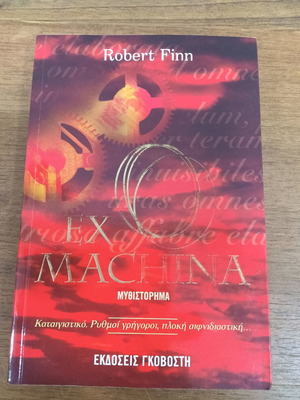 Robert Finn
EX
MACHINA
ΜΥΘΙΣΤΟΡΗΜΑ
Καταιγιστικό. Ρυθμοί γρήγοροι, πλοκή αιφνιδιαστική...
ΕΚΔΟΣΕΙΣ ΓΚΟΒΟΣΤΗ